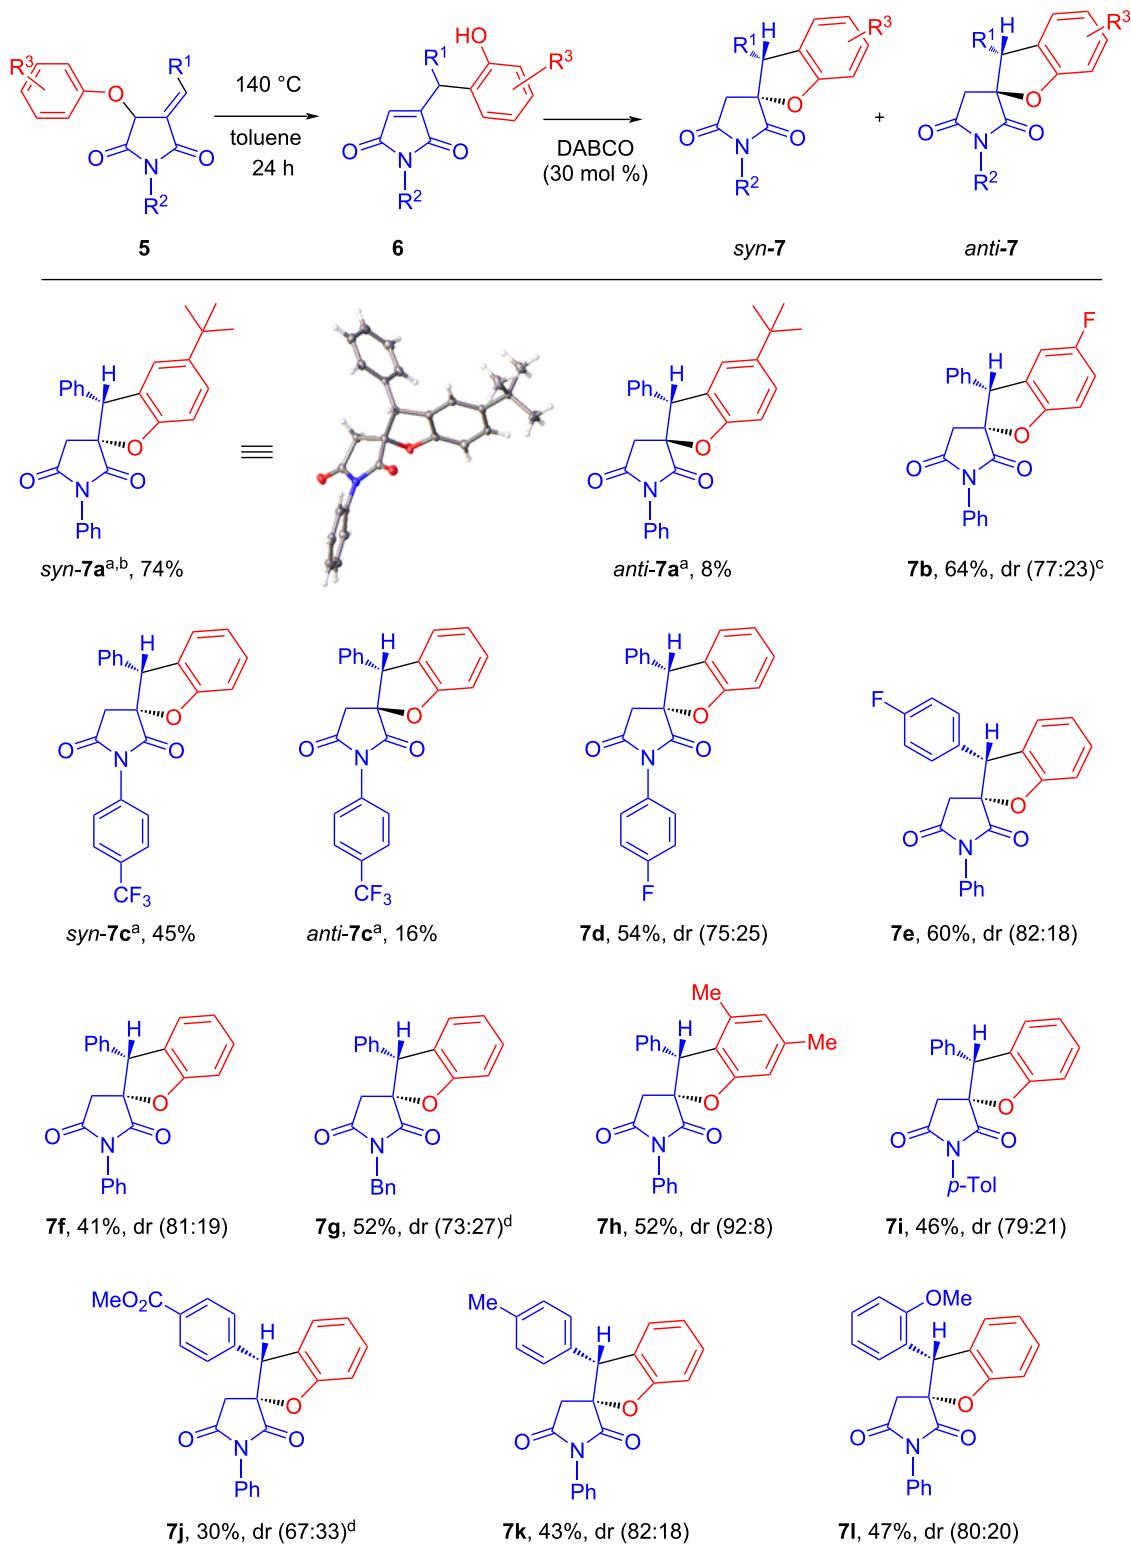 R³ O R¹ O N O R²
140 °C
toluene
24 h
HO R¹ R³ O N O R²
DABCO
(30 mol %)
R¹ H R³ O O N O R²
+
R¹ H R³ O O N O R²
5 6 syn-7 anti-7
Ph H O O N O Ph
Ph H O O N O Ph
F Ph H O O N O Ph
syn-7aᵃ,ᵇ, 74% anti-7aᵃ, 8% 7b, 64%, dr (77:23)ᶜ
Ph H O O N O CF₃
Ph H O O N O CF₃
Ph H O O N O F
F H O O N O Ph
syn-7cᵃ, 45% anti-7cᵃ, 16% 7d, 54%, dr (75:25) 7e, 60%, dr (82:18)
Ph H O O N O Ph
Ph H O O N O Bn
Me Me Ph H O O N O Ph
Ph H O O N O p-Tol
7f, 41%, dr (81:19) 7g, 52%, dr (73:27)ᵈ 7h, 52%, dr (92:8) 7i, 46%, dr (79:21)
MeO₂C H O O N O Ph
Me H O O N O Ph
OMe H O O N O Ph
7j, 30%, dr (67:33)ᵈ 7k, 43%, dr (82:18) 7l, 47%, dr (80:20)